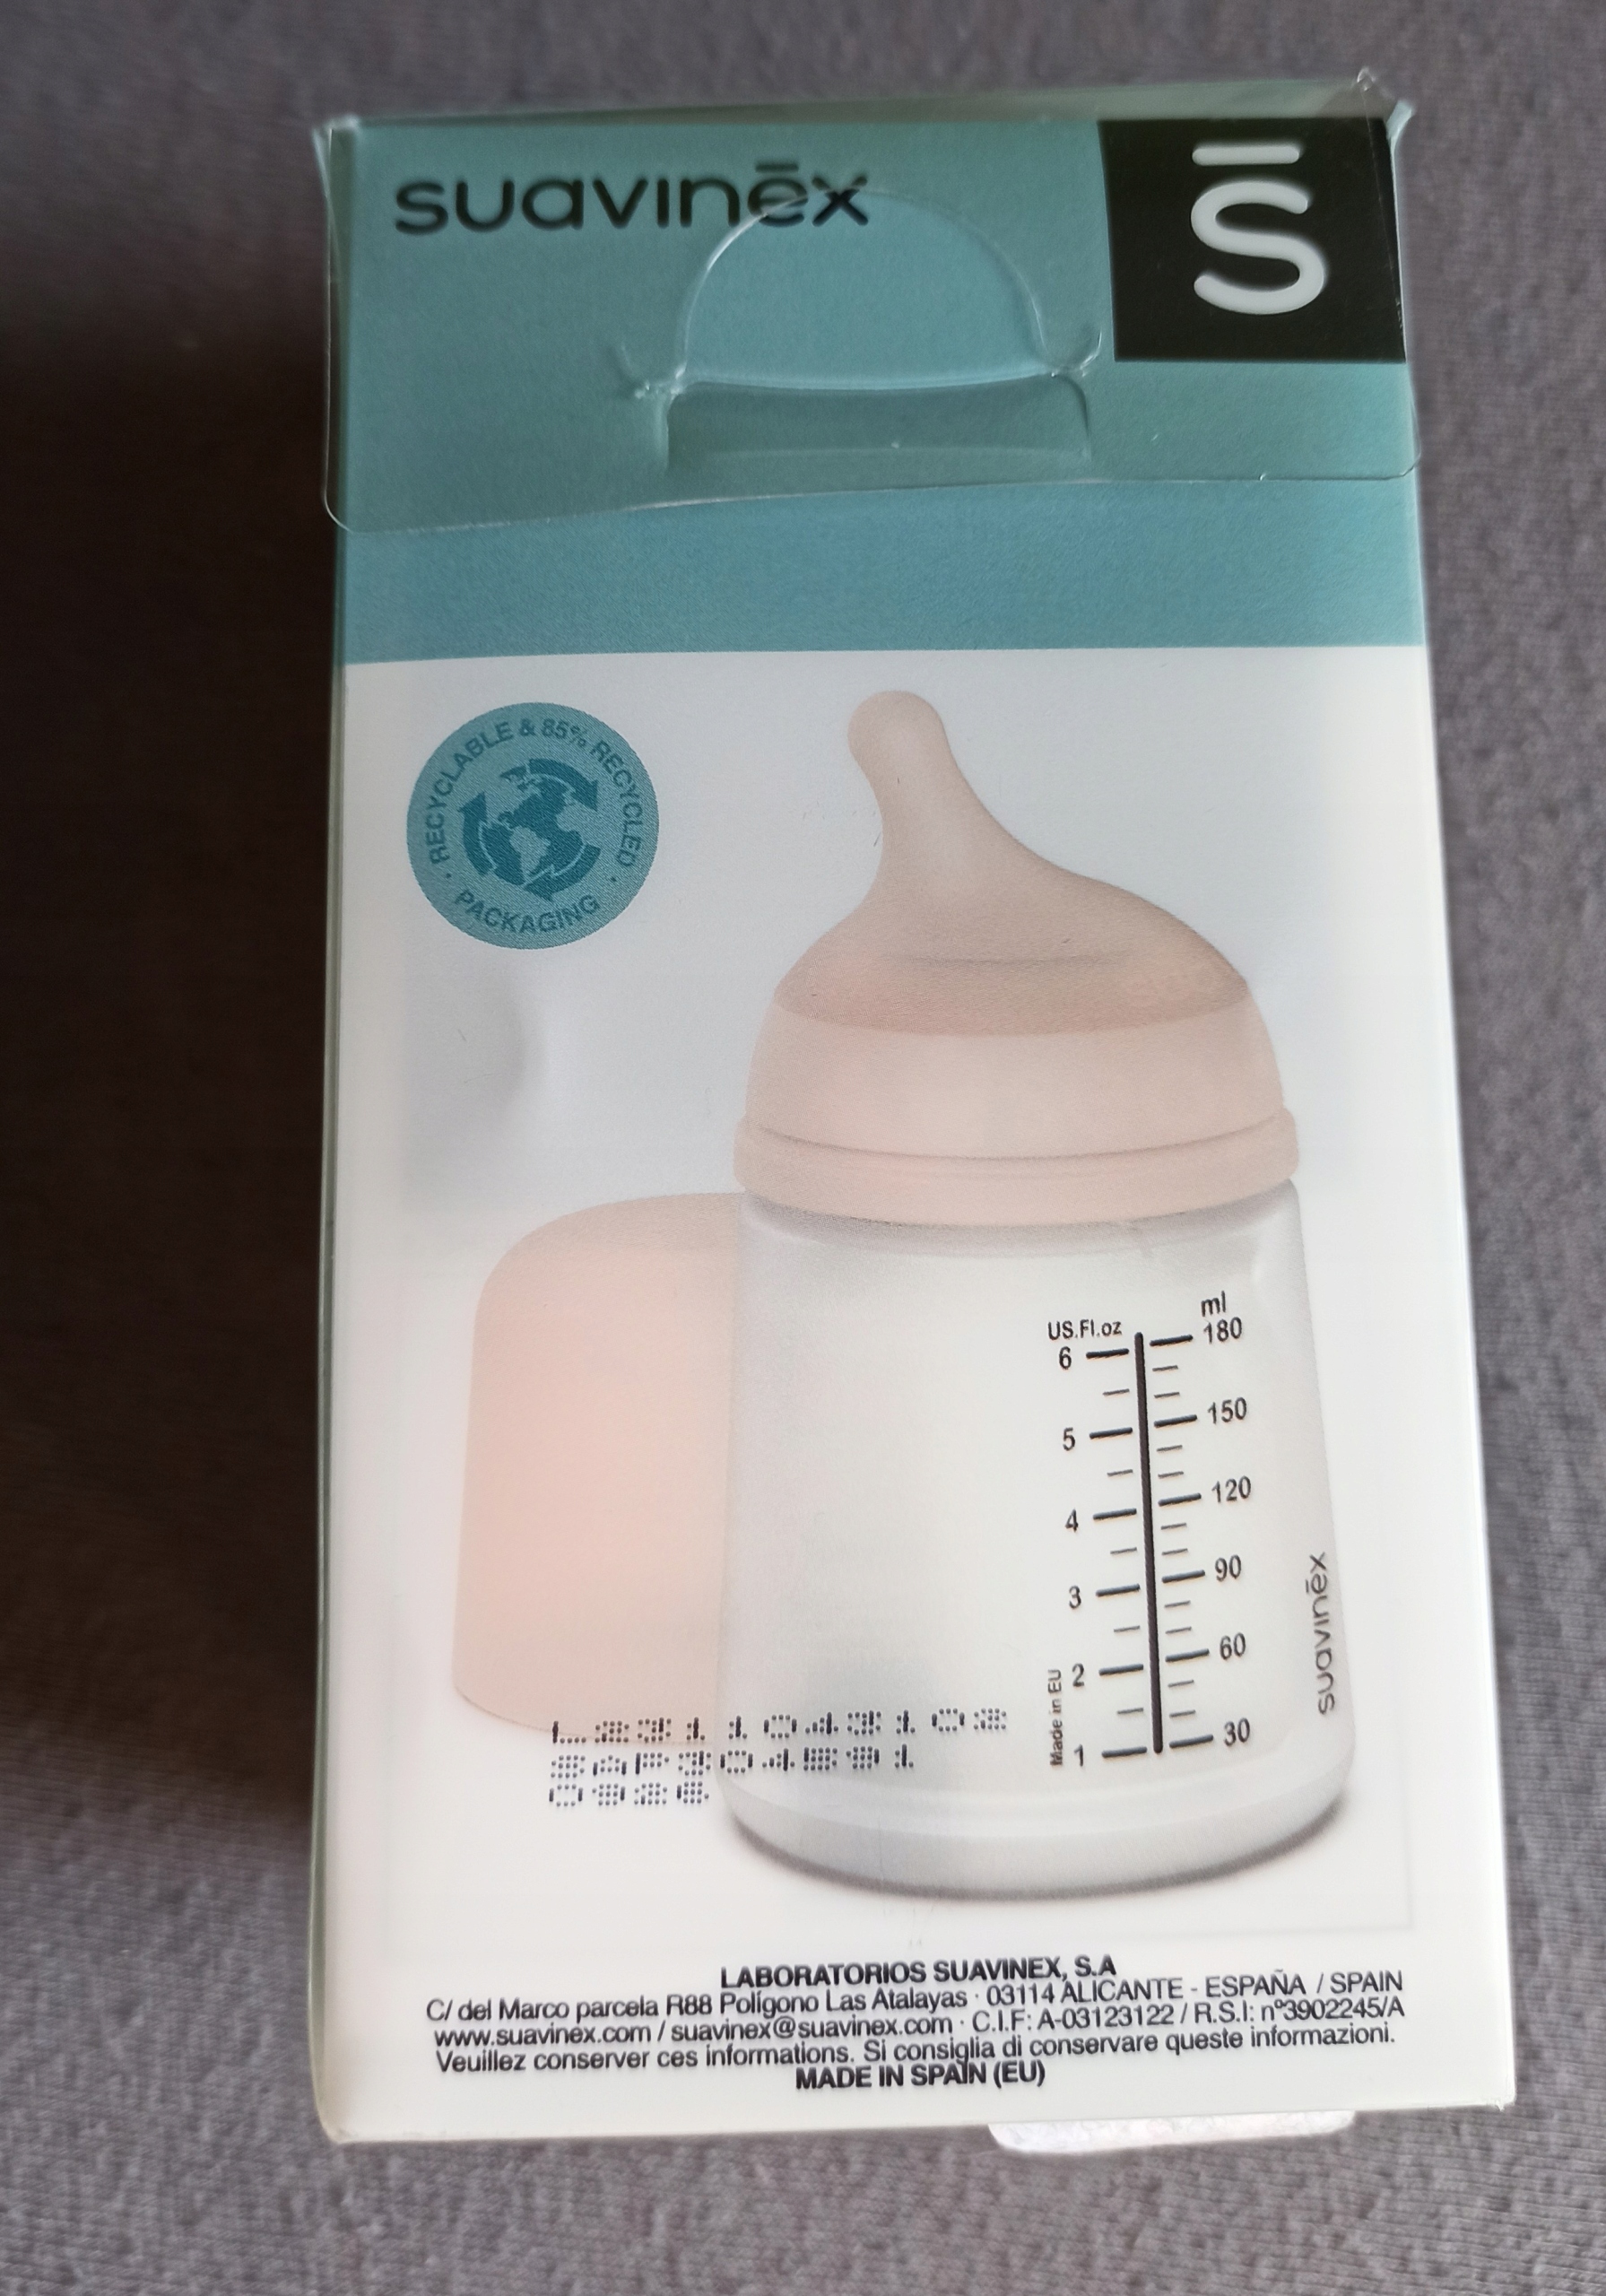 suavinēx
S̄
· RECYCLABLE & 85% RECYCLED · PACKAGING
US.Fl.oz
ml
180
6
150
5
120
4
90
3
60
2
30
1
Made in EU
suavinēx
LABORATORIOS SUAVINEX, S.A
C/ del Marco parcela R88 Polígono Las Atalayas · 03114 ALICANTE - ESPAÑA / SPAIN
www.suavinex.com / suavinex@suavinex.com · C.I.F: A-03123122 / R.S.I: nº3902245/A
Veuillez conserver ces informations. Si consiglia di conservare queste informazioni.
MADE IN SPAIN (EU)